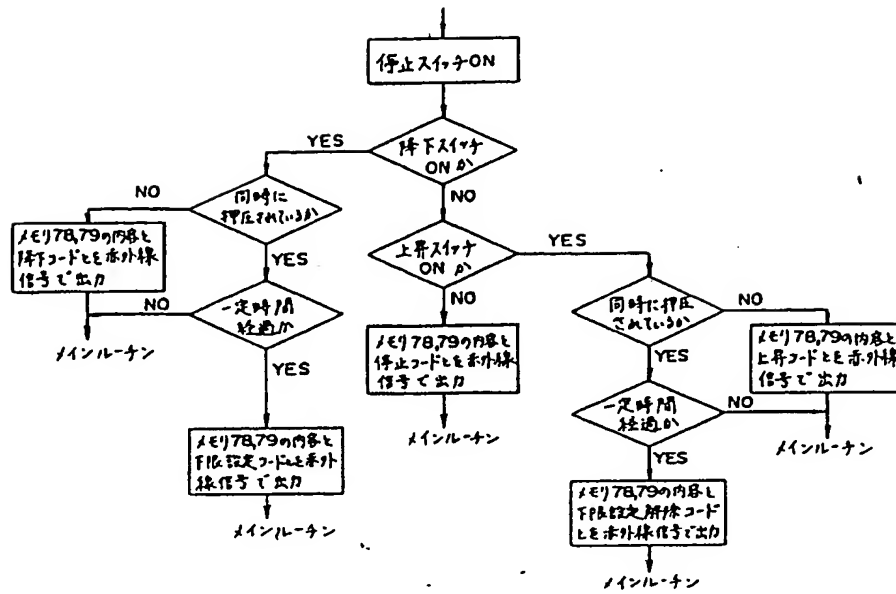 停止スイッチON
降下スイッチ
ONか
YES
NO
同時に
押圧されているか
NO
YES
メモリ78,79の内容と
降下コードとを赤外線
信号で出力
一定時間
経過か
NO
YES
メインルーチン
メモリ78,79の内容と
下限設定コードとを赤外
線信号で出力
メインルーチン
上昇スイッチ
ONか
YES
NO
メモリ78,79の内容と
停止コードとを赤外線
信号で出力
メインルーチン
同時に押圧
されているか
NO
YES
メモリ78,79の内容と
上昇コードとを赤外線
信号で出力
一定時間
経過か
NO
YES
メインルーチン
メモリ78,79の内容と
下限設定解除コード
とを赤外線信号で出力
メインルーチン